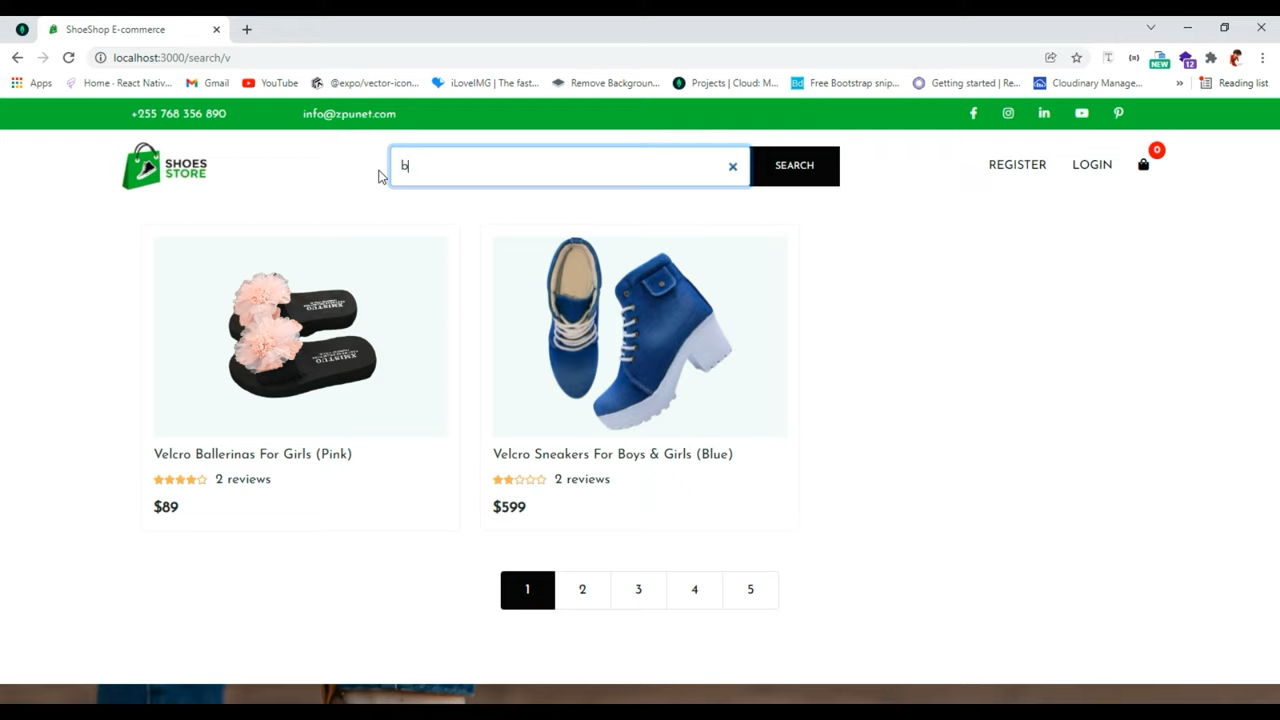 ShoeShop E-commerce
localhost:3000/search/v
NEW
12
Apps
Home · React Nativ...
Gmail
YouTube
@expo/vector-icon...
iLoveIMG | The fast...
Remove Backgroun...
Projects | Cloud: M...
Bd
Free Bootstrap snip...
Getting started | Re...
Cloudinary Manage...
»
Reading list
+255 768 356 890
info@zpunet.com
SHOES
STORE
b
SEARCH
REGISTER
LOGIN
0
Velcro Ballerinas For Girls (Pink)
2 reviews
$89
Velcro Sneakers For Boys & Girls (Blue)
2 reviews
$599
1
2
3
4
5